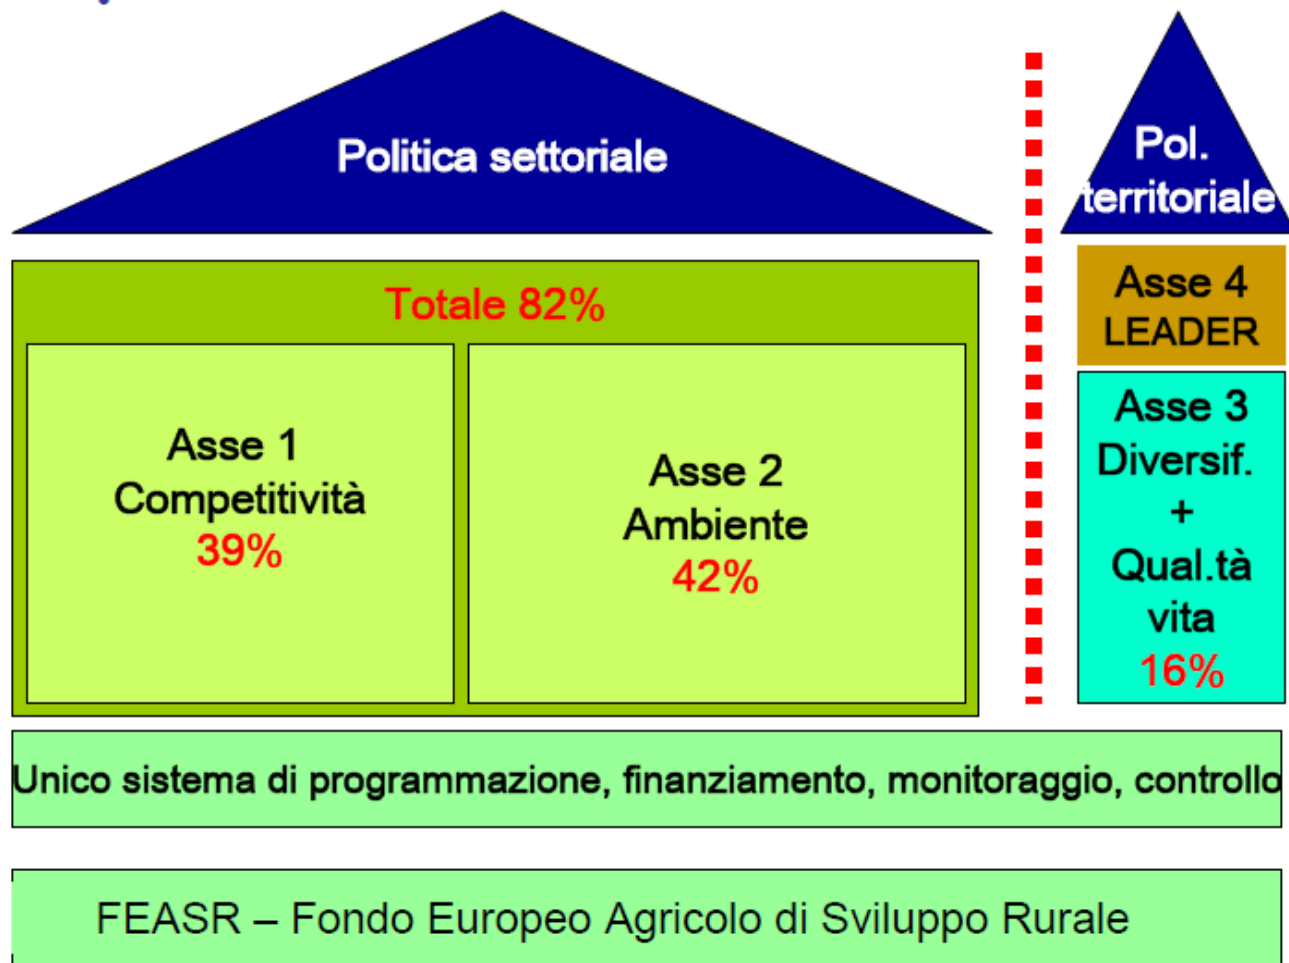 Politica settoriale
Pol.
territoriale
Totale 82%
Asse 1
Competitività
39%
Asse 2
Ambiente
42%
Asse 4
LEADER
Asse 3
Diversif.
+
Qual.tà
vita
16%
Unico sistema di programmazione, finanziamento, monitoraggio, controllo
FEASR – Fondo Europeo Agricolo di Sviluppo Rurale